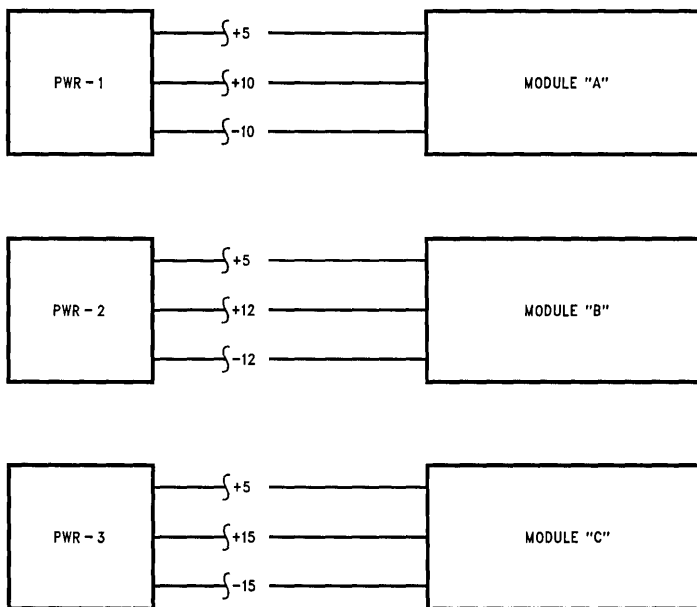 +5
PWR-1 +10 MODULE "A"
-10
+5
PWR-2 +12 MODULE "B"
-12
+5
PWR-3 +15 MODULE "C"
-15